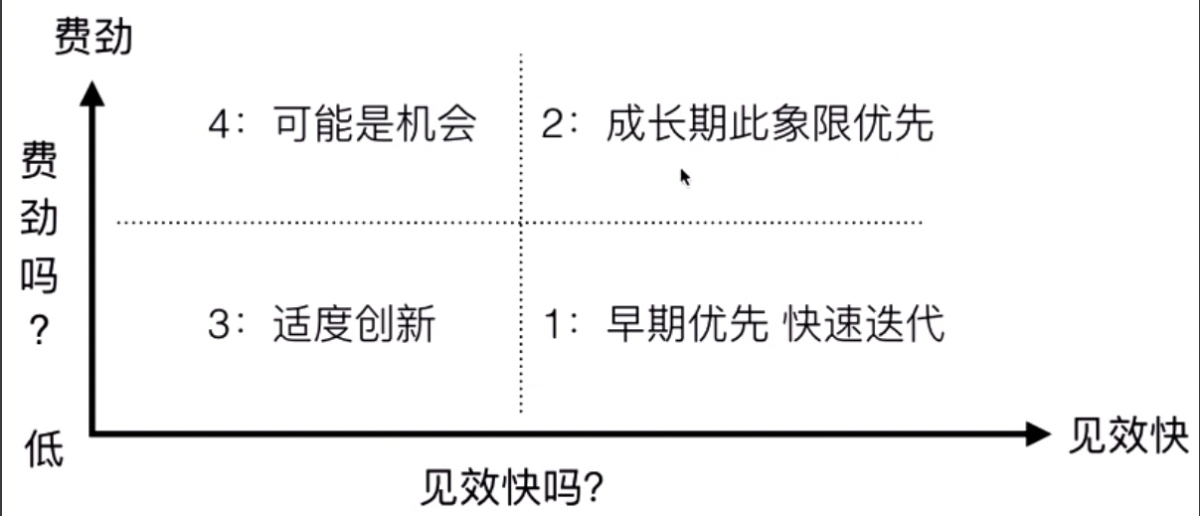 费劲
4：可能是机会
2：成长期此象限优先
费劲吗？
3：适度创新
1：早期优先 快速迭代
低
见效快
见效快吗?